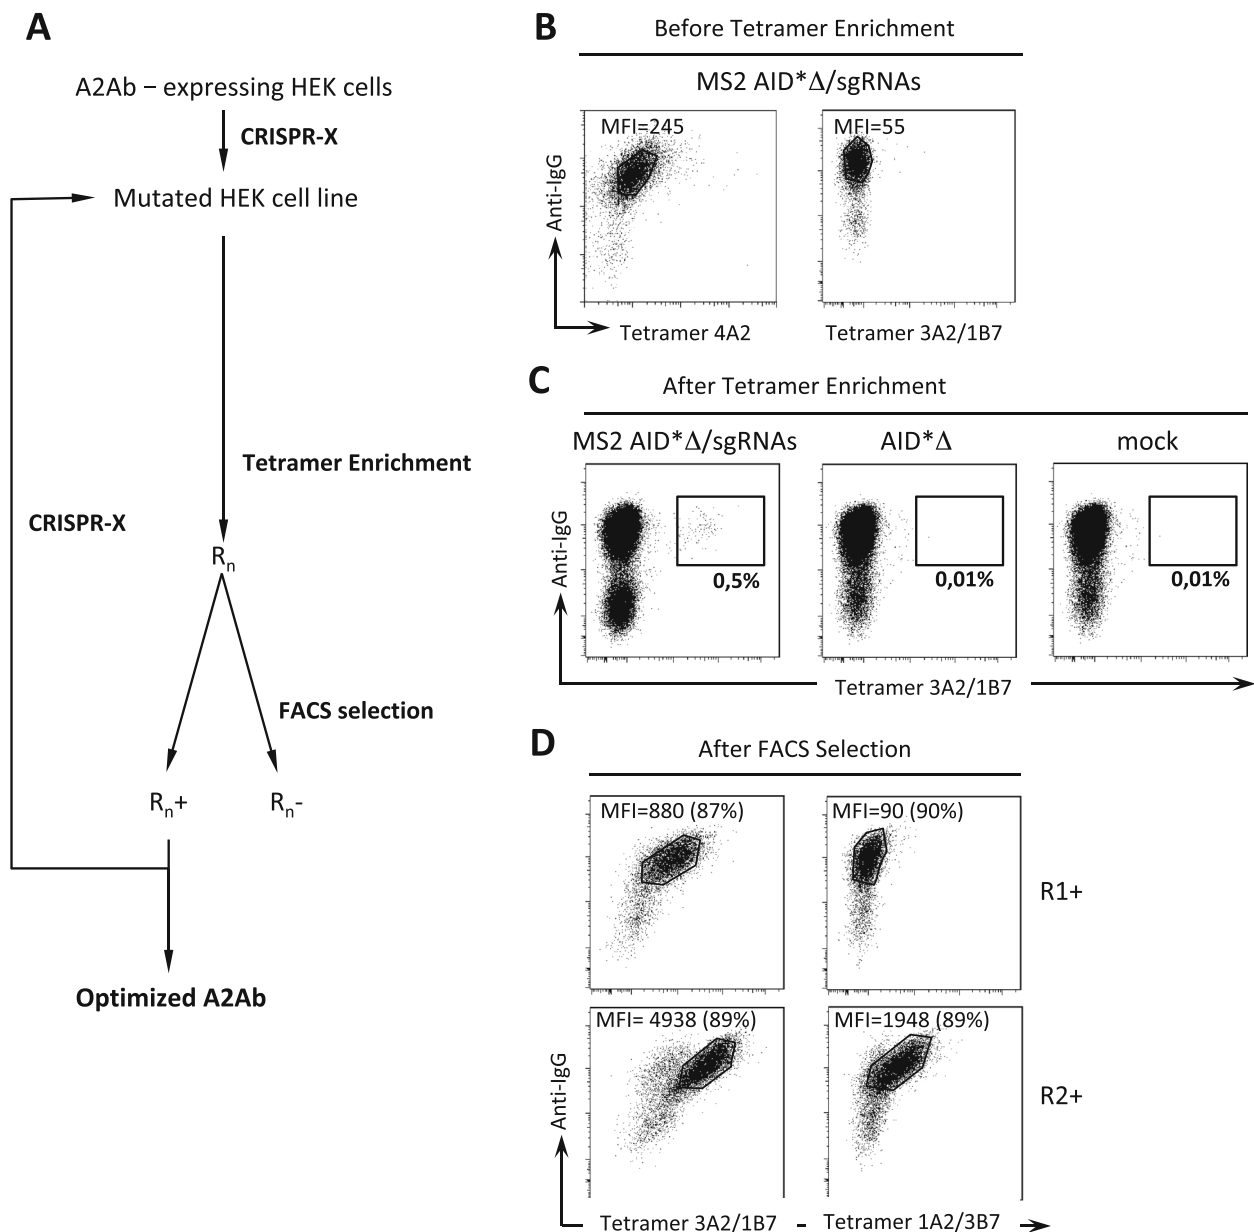 A
A2Ab – expressing HEK cells
CRISPR-X
Mutated HEK cell line
Tetramer Enrichment
CRISPR-X
Rn
FACS selection
Rn+ Rn-
Optimized A2Ab
B
Before Tetramer Enrichment
MS2 AID*Δ/sgRNAs
MFI=245 MFI=55
Anti-IgG
Tetramer 4A2 Tetramer 3A2/1B7
C
After Tetramer Enrichment
MS2 AID*Δ/sgRNAs AID*Δ mock
Anti-IgG
0,5% 0,01% 0,01%
Tetramer 3A2/1B7
D
After FACS Selection
MFI=880 (87%) MFI=90 (90%)
R1+
MFI= 4938 (89%) MFI=1948 (89%)
R2+
Anti-IgG
Tetramer 3A2/1B7 – Tetramer 1A2/3B7